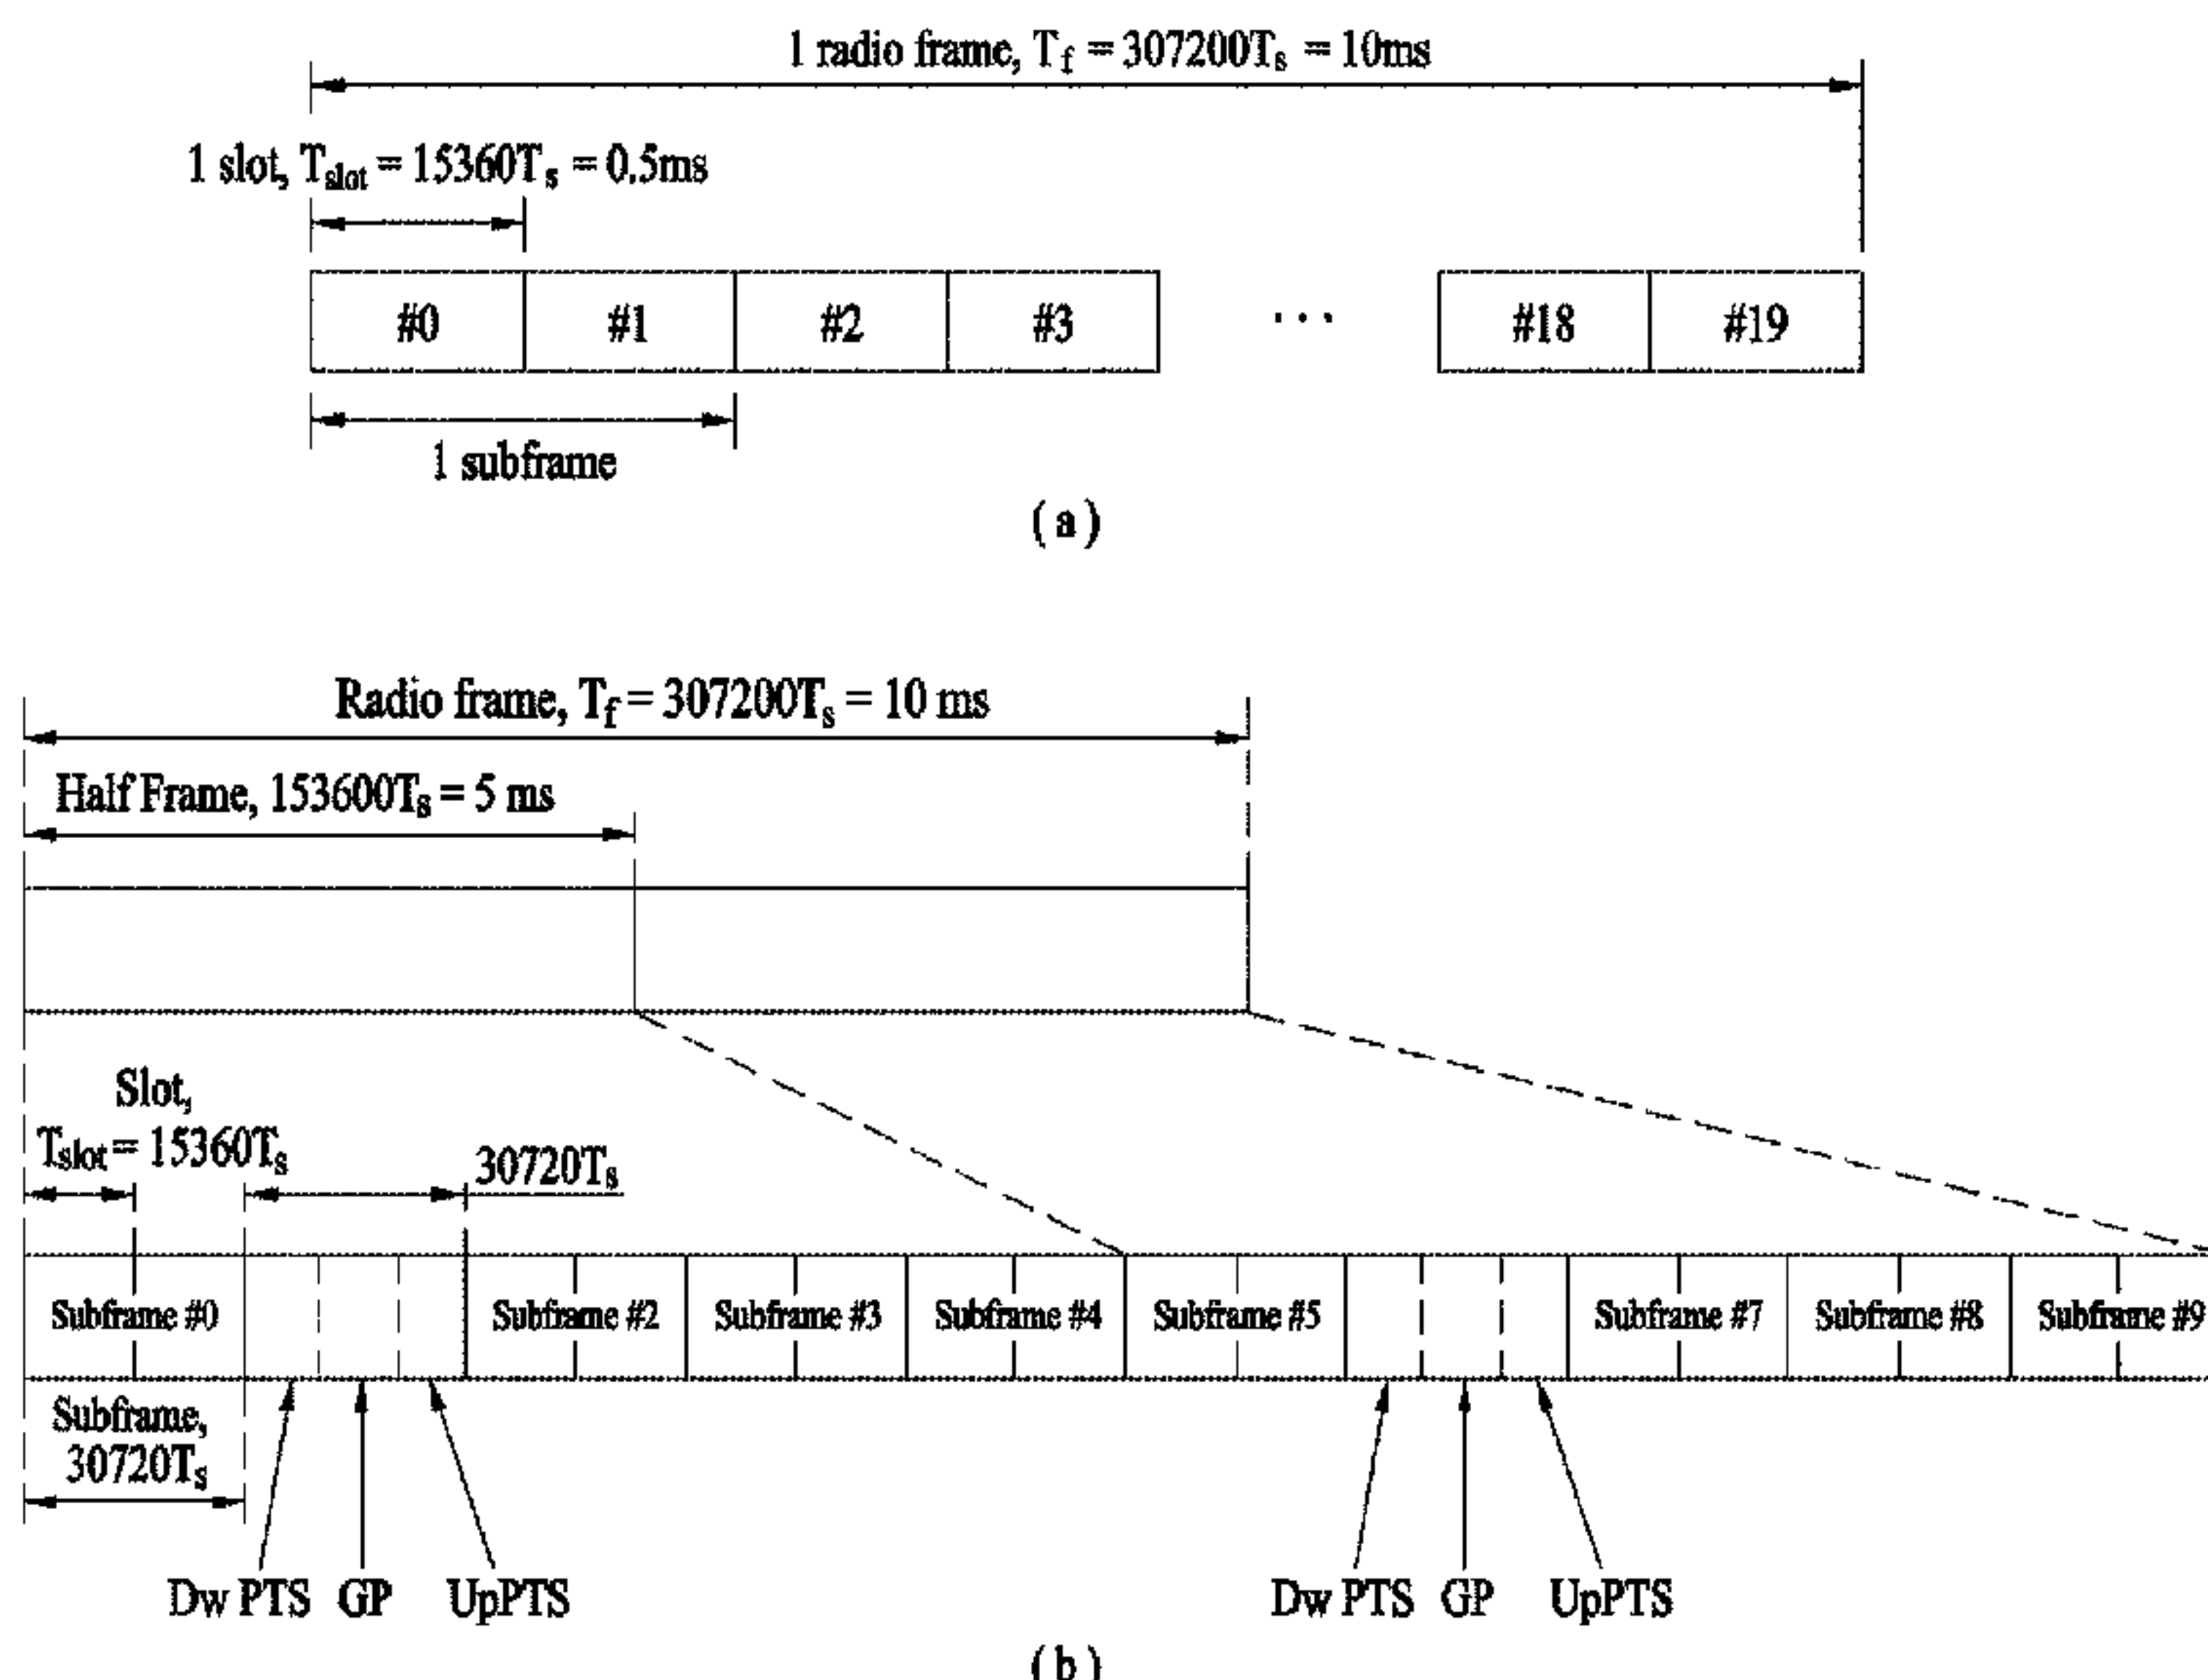 1 radio frame, Tf = 307200Ts = 10ms
1 slot, Tslot = 15360Ts = 0.5ms
#0 #1 #2 #3 ... #18 #19
1 subframe
(a)
Radio frame, Tf = 307200Ts = 10 ms
Half Frame, 153600Ts = 5 ms
Slot,
Tslot = 15360Ts
30720Ts
Subframe #0 Subframe #2 Subframe #3 Subframe #4 Subframe #5 Subframe #7 Subframe #8 Subframe #9
Subframe,
30720Ts
Dw PTS GP UpPTS Dw PTS GP UpPTS
(b)